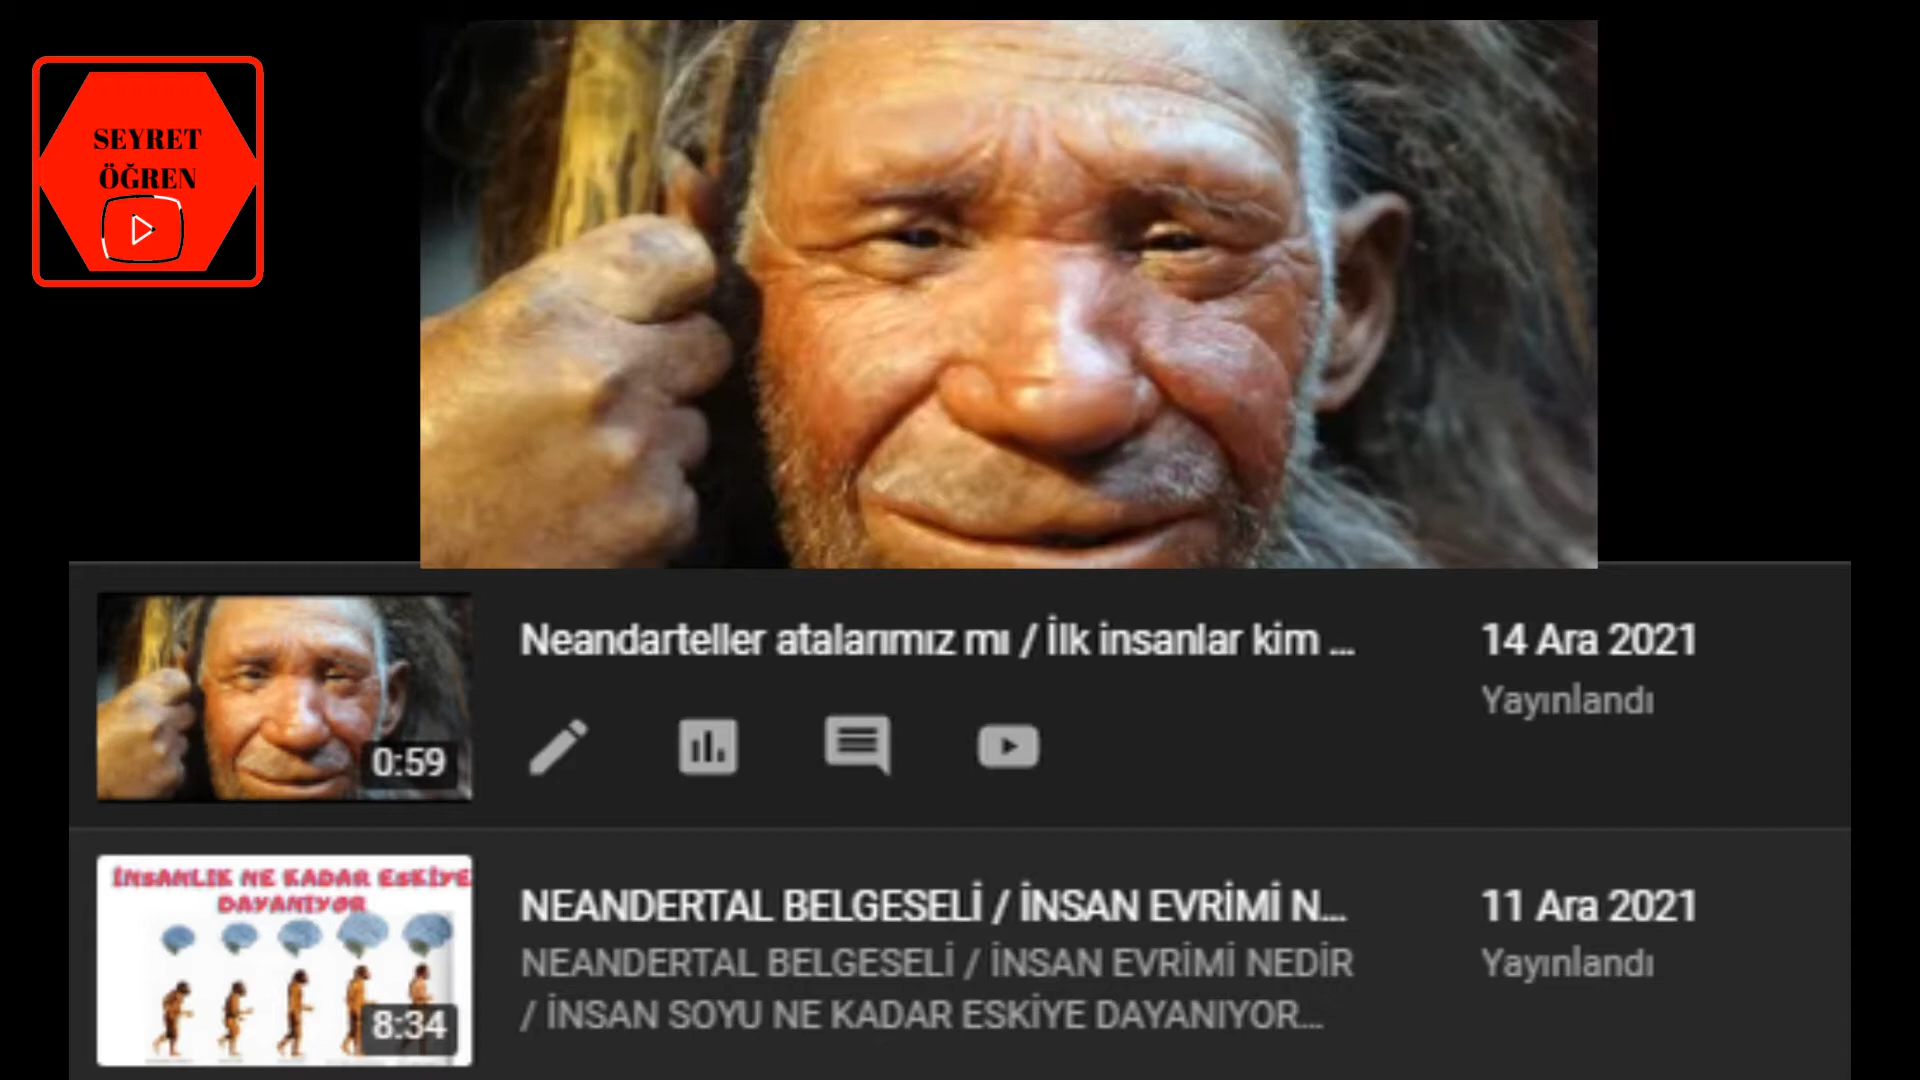 SEYRET
ÖĞREN
Neandarteller atalarımız mı / İlk insanlar kim ...
14 Ara 2021
Yayınlandı
0:59
İNSANLIK NE KADAR ESKİYE
DAYANIYOR
8:34
NEANDERTAL BELGESELİ / İNSAN EVRİMİ N...
11 Ara 2021
NEANDERTAL BELGESELİ / İNSAN EVRİMİ NEDİR
Yayınlandı
/ İNSAN SOYU NE KADAR ESKİYE DAYANIYOR...